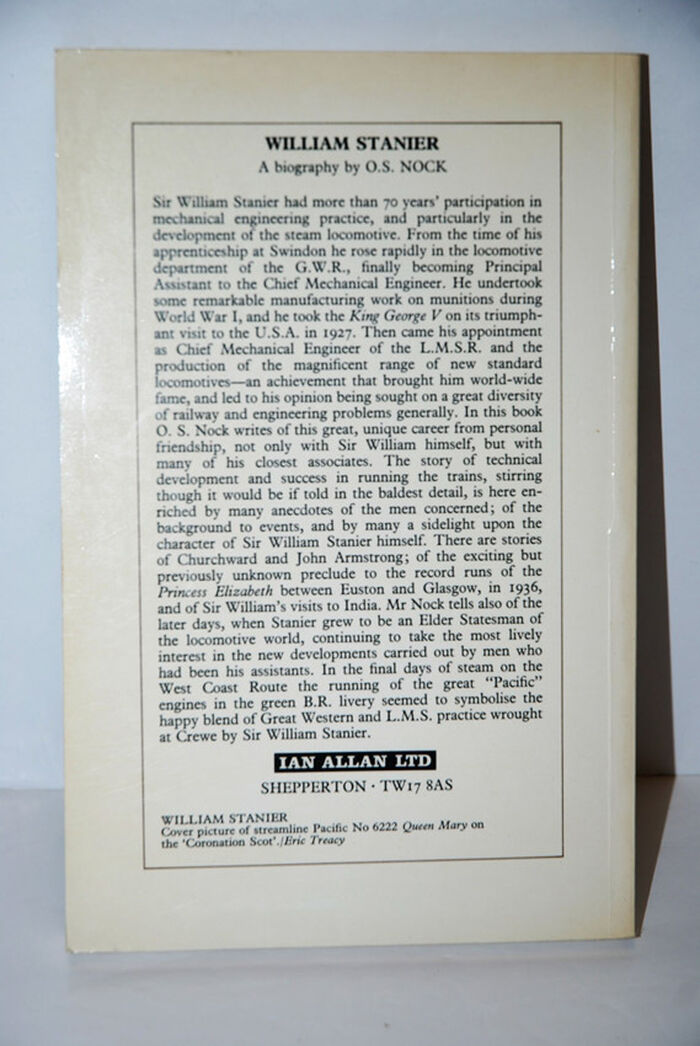 WILLIAM STANIER
A biography by O.S. NOCK
Sir William Stanier had more than 70 years' participation in
mechanical engineering practice, and particularly in the
development of the steam locomotive. From the time of his
apprenticeship at Swindon he rose rapidly in the locomotive
department of the G.W.R., finally becoming Principal
Assistant to the Chief Mechanical Engineer. He undertook
some remarkable manufacturing work on munitions during
World War I, and he took the King George V on its triumph-
ant visit to the U.S.A. in 1927. Then came his appointment
as Chief Mechanical Engineer of the L.M.S.R. and the
production of the magnificent range of new standard
locomotives—an achievement that brought him world-wide
fame, and led to his opinion being sought on a great diversity
of railway and engineering problems generally. In this book
O. S. Nock writes of this great, unique career from personal
friendship, not only with Sir William himself, but with
many of his closest associates. The story of technical
development and success in running the trains, stirring
though it would be if told in the baldest detail, is here en-
riched by many anecdotes of the men concerned; of the
background to events, and by many a sidelight upon the
character of Sir William Stanier himself. There are stories
of Churchward and John Armstrong; of the exciting but
previously unknown preclude to the record runs of the
Princess Elizabeth between Euston and Glasgow, in 1936,
and of Sir William's visits to India. Mr Nock tells also of the
later days, when Stanier grew to be an Elder Statesman of
the locomotive world, continuing to take the most lively
interest in the new developments carried out by men who
had been his assistants. In the final days of steam on the
West Coast Route the running of the great "Pacific"
engines in the green B.R. livery seemed to symbolise the
happy blend of Great Western and L.M.S. practice wrought
at Crewe by Sir William Stanier.
IAN ALLAN LTD
SHEPPERTON · TW17 8AS
WILLIAM STANIER
Cover picture of streamline Pacific No 6222 Queen Mary on
the 'Coronation Scot'./Eric Treacy